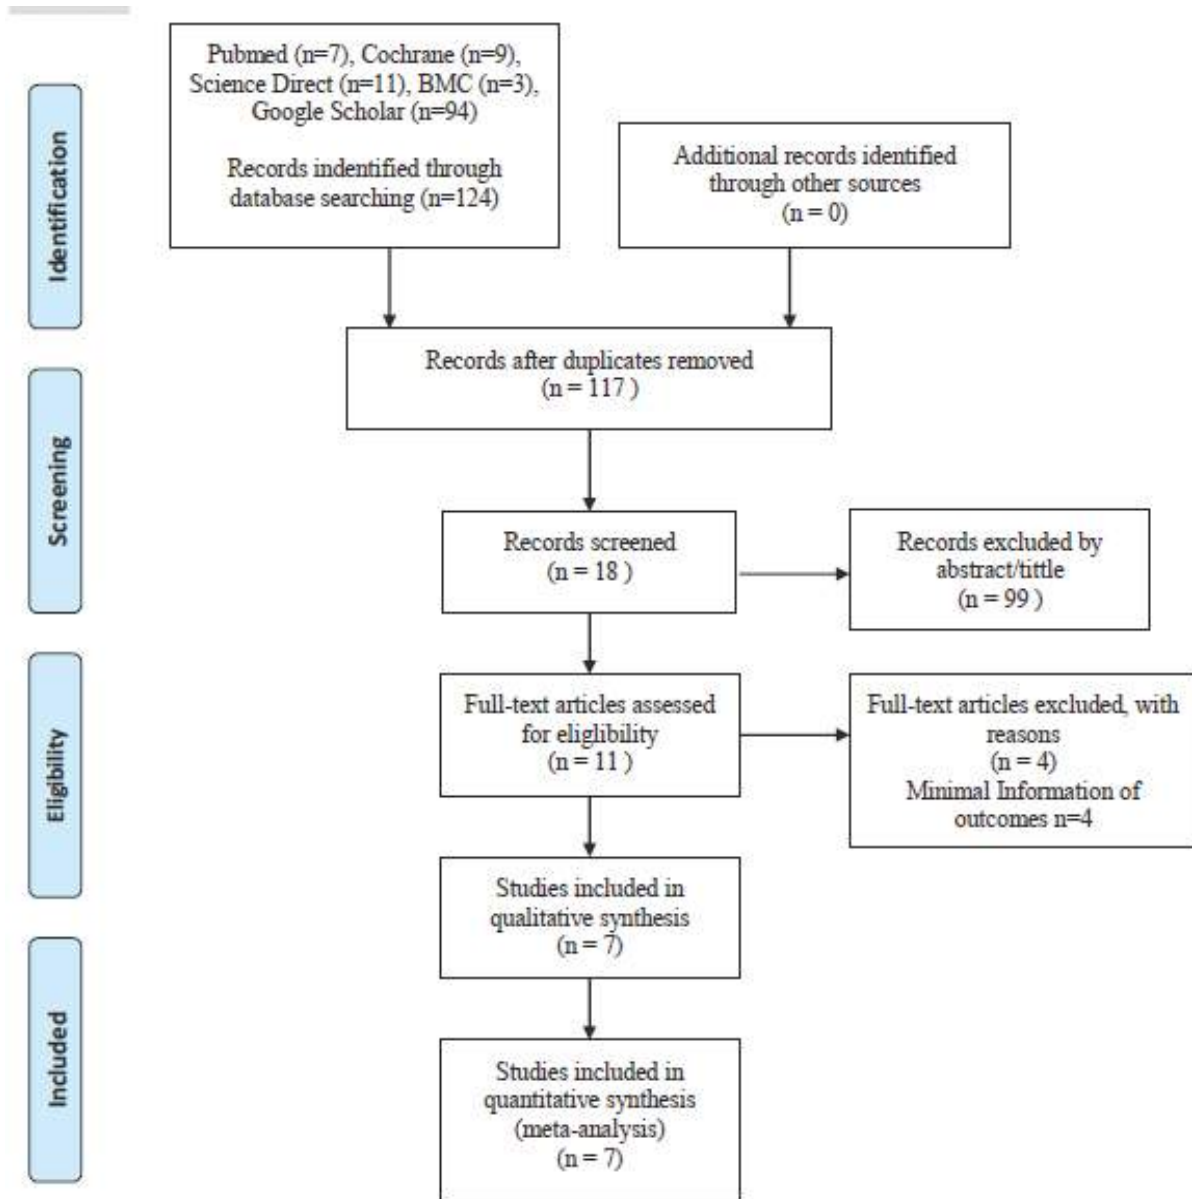 Identification
Pubmed (n=7), Cochrane (n=9),
Science Direct (n=11), BMC (n=3),
Google Scholar (n=94)
Records indentified through
database searching (n=124)
Additional records identified
through other sources
(n = 0)
Records after duplicates removed
(n = 117 )
Screening
Records screened
(n = 18 )
Records excluded by
abstract/tittle
(n = 99 )
Eligibility
Full-text articles assessed
for eliglibility
(n = 11 )
Full-text articles excluded, with
reasons
(n = 4)
Minimal Information of
outcomes n=4
Studies included in
qualitative synthesis
(n = 7)
Included
Studies included in
quantitative synthesis
(meta-analysis)
(n = 7)